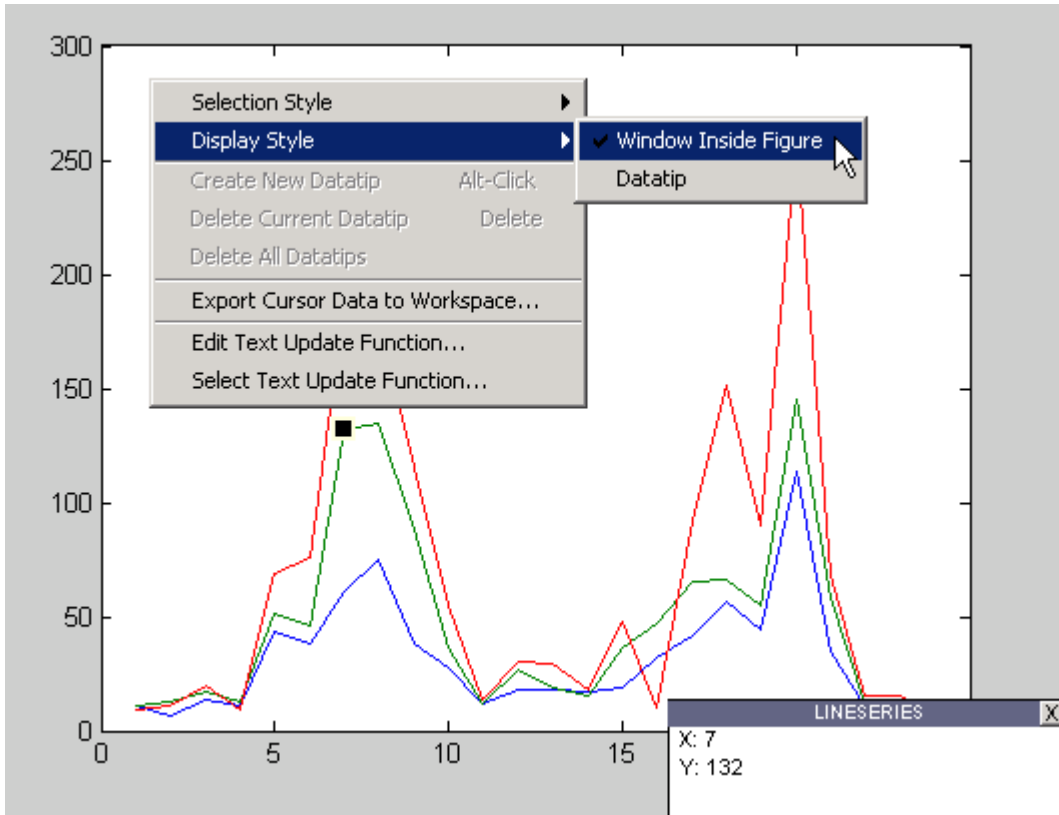 300
Selection Style
Display Style
Window Inside Figure
250
Create New Datatip Alt-Click
Datatip
Delete Current Datatip Delete
Delete All Datatips
200
Export Cursor Data to Workspace...
Edit Text Update Function...
Select Text Update Function...
150
100
50
0
0 5 10 15
LINESERIES X
X: 7
Y: 132